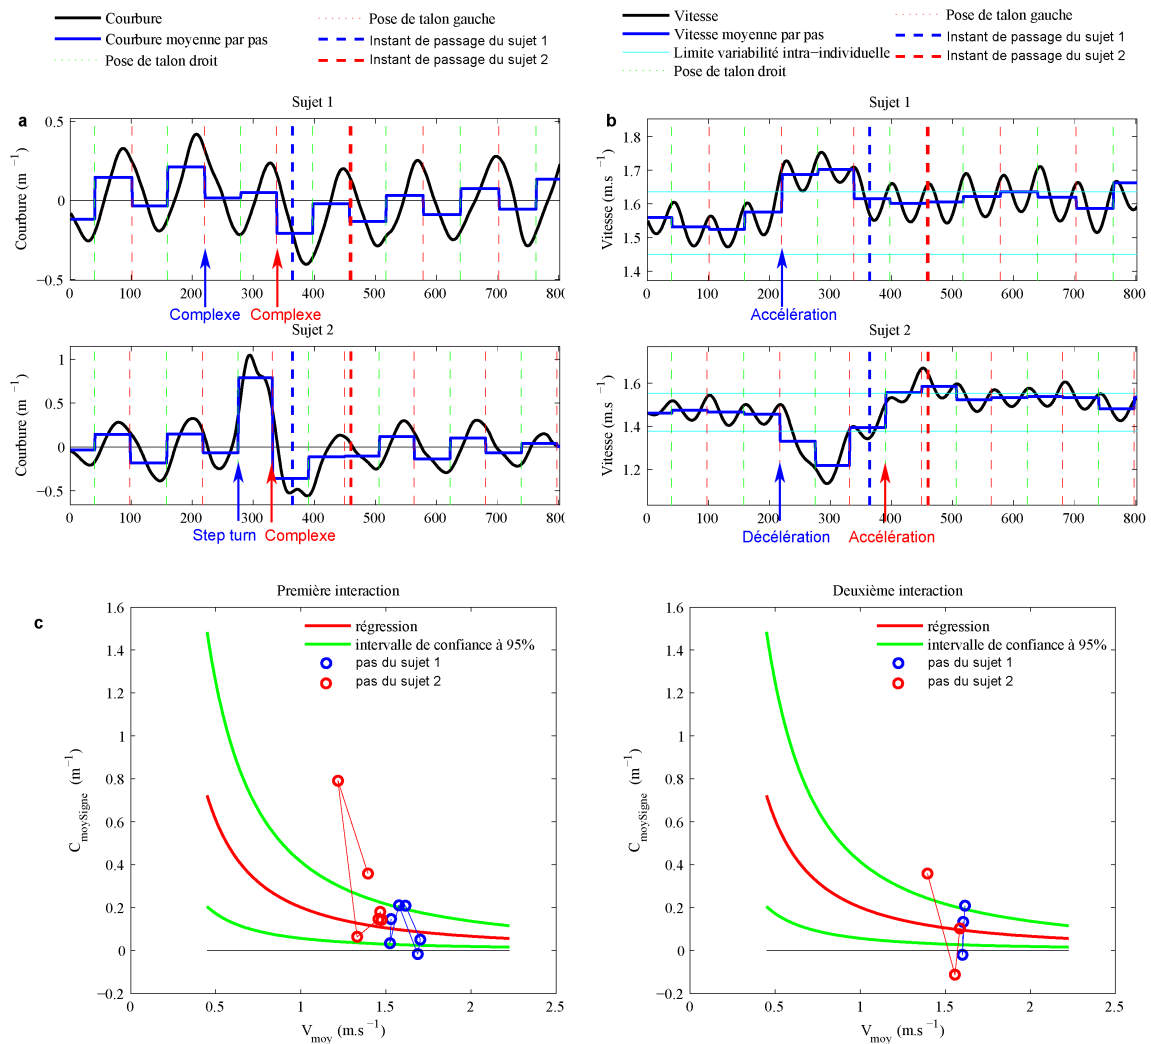 Courbure
Courbure moyenne par pas
Pose de talon droit
Pose de talon gauche
Instant de passage du sujet 1
Instant de passage du sujet 2
Vitesse
Vitesse moyenne par pas
Limite variabilité intra−individuelle
Pose de talon droit
Pose de talon gauche
Instant de passage du sujet 1
Instant de passage du sujet 2
a
Sujet 1
Courbure (m⁻¹)
0.5
0
−0.5
0 100 200 300 400 500 600 700 800
Complexe Complexe
b
Sujet 1
Vitesse (m.s⁻¹)
1.8
1.7
1.6
1.5
1.4
0 100 200 300 400 500 600 700 800
Accélération
Sujet 2
Courbure (m⁻¹)
1
0.5
0
−0.5
0 100 200 300 400 500 600 700 800
Step turn Complexe
Sujet 2
Vitesse (m.s⁻¹)
1.6
1.4
1.2
0 100 200 300 400 500 600 700 800
Décélération Accélération
c
Première interaction
régression
intervalle de confiance à 95%
pas du sujet 1
pas du sujet 2
C moySigne (m⁻¹)
1.6
1.4
1.2
1
0.8
0.6
0.4
0.2
0
−0.2
0 0.5 1 1.5 2 2.5
V moy (m.s⁻¹)
Deuxième interaction
régression
intervalle de confiance à 95%
pas du sujet 1
pas du sujet 2
C moySigne (m⁻¹)
1.6
1.4
1.2
1
0.8
0.6
0.4
0.2
0
−0.2
0 0.5 1 1.5 2 2.5
V moy (m.s⁻¹)